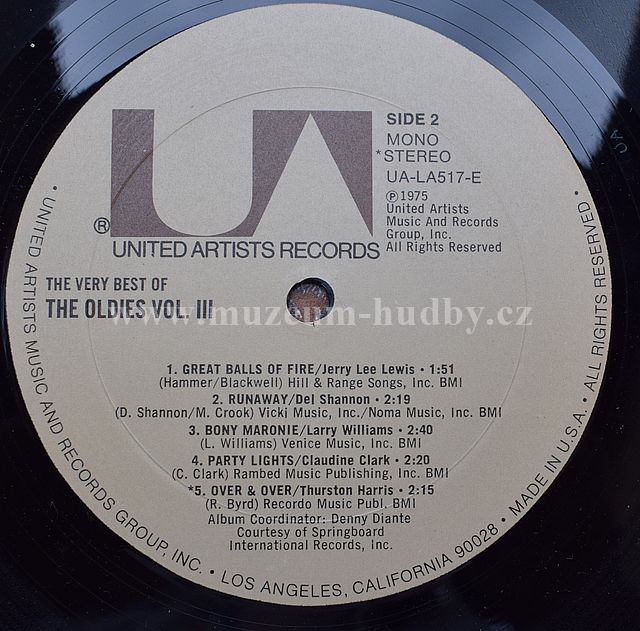 UA
SIDE 2
MONO
*STEREO
UA-LA517-E
℗1975
United Artists
Music And Records
Group, Inc.
All Rights Reserved
®
UNITED ARTISTS RECORDS
THE VERY BEST OF
THE OLDIES VOL. III
www.muzeum-hudby.cz
1. GREAT BALLS OF FIRE/Jerry Lee Lewis • 1:51
(Hammer/Blackwell) Hill & Range Songs, Inc. BMI
2. RUNAWAY/Del Shannon • 2:19
(D. Shannon/M. Crook) Vicki Music, Inc./Noma Music, Inc. BMI
3. BONY MARONIE/Larry Williams • 2:40
(L. Williams) Venice Music, Inc. BMI
4. PARTY LIGHTS/Claudine Clark • 2:20
(C. Clark) Rambed Music Publishing, Inc. BMI
*5. OVER & OVER/Thurston Harris • 2:15
(R. Byrd) Recordo Music Publ. BMI
Album Coordinator: Denny Diante
Courtesy of Springboard
International Records, Inc.
• UNITED ARTISTS MUSIC AND RECORDS GROUP, INC. • LOS ANGELES, CALIFORNIA 90028 • MADE IN U.S.A. • ALL RIGHTS RESERVED •
UA